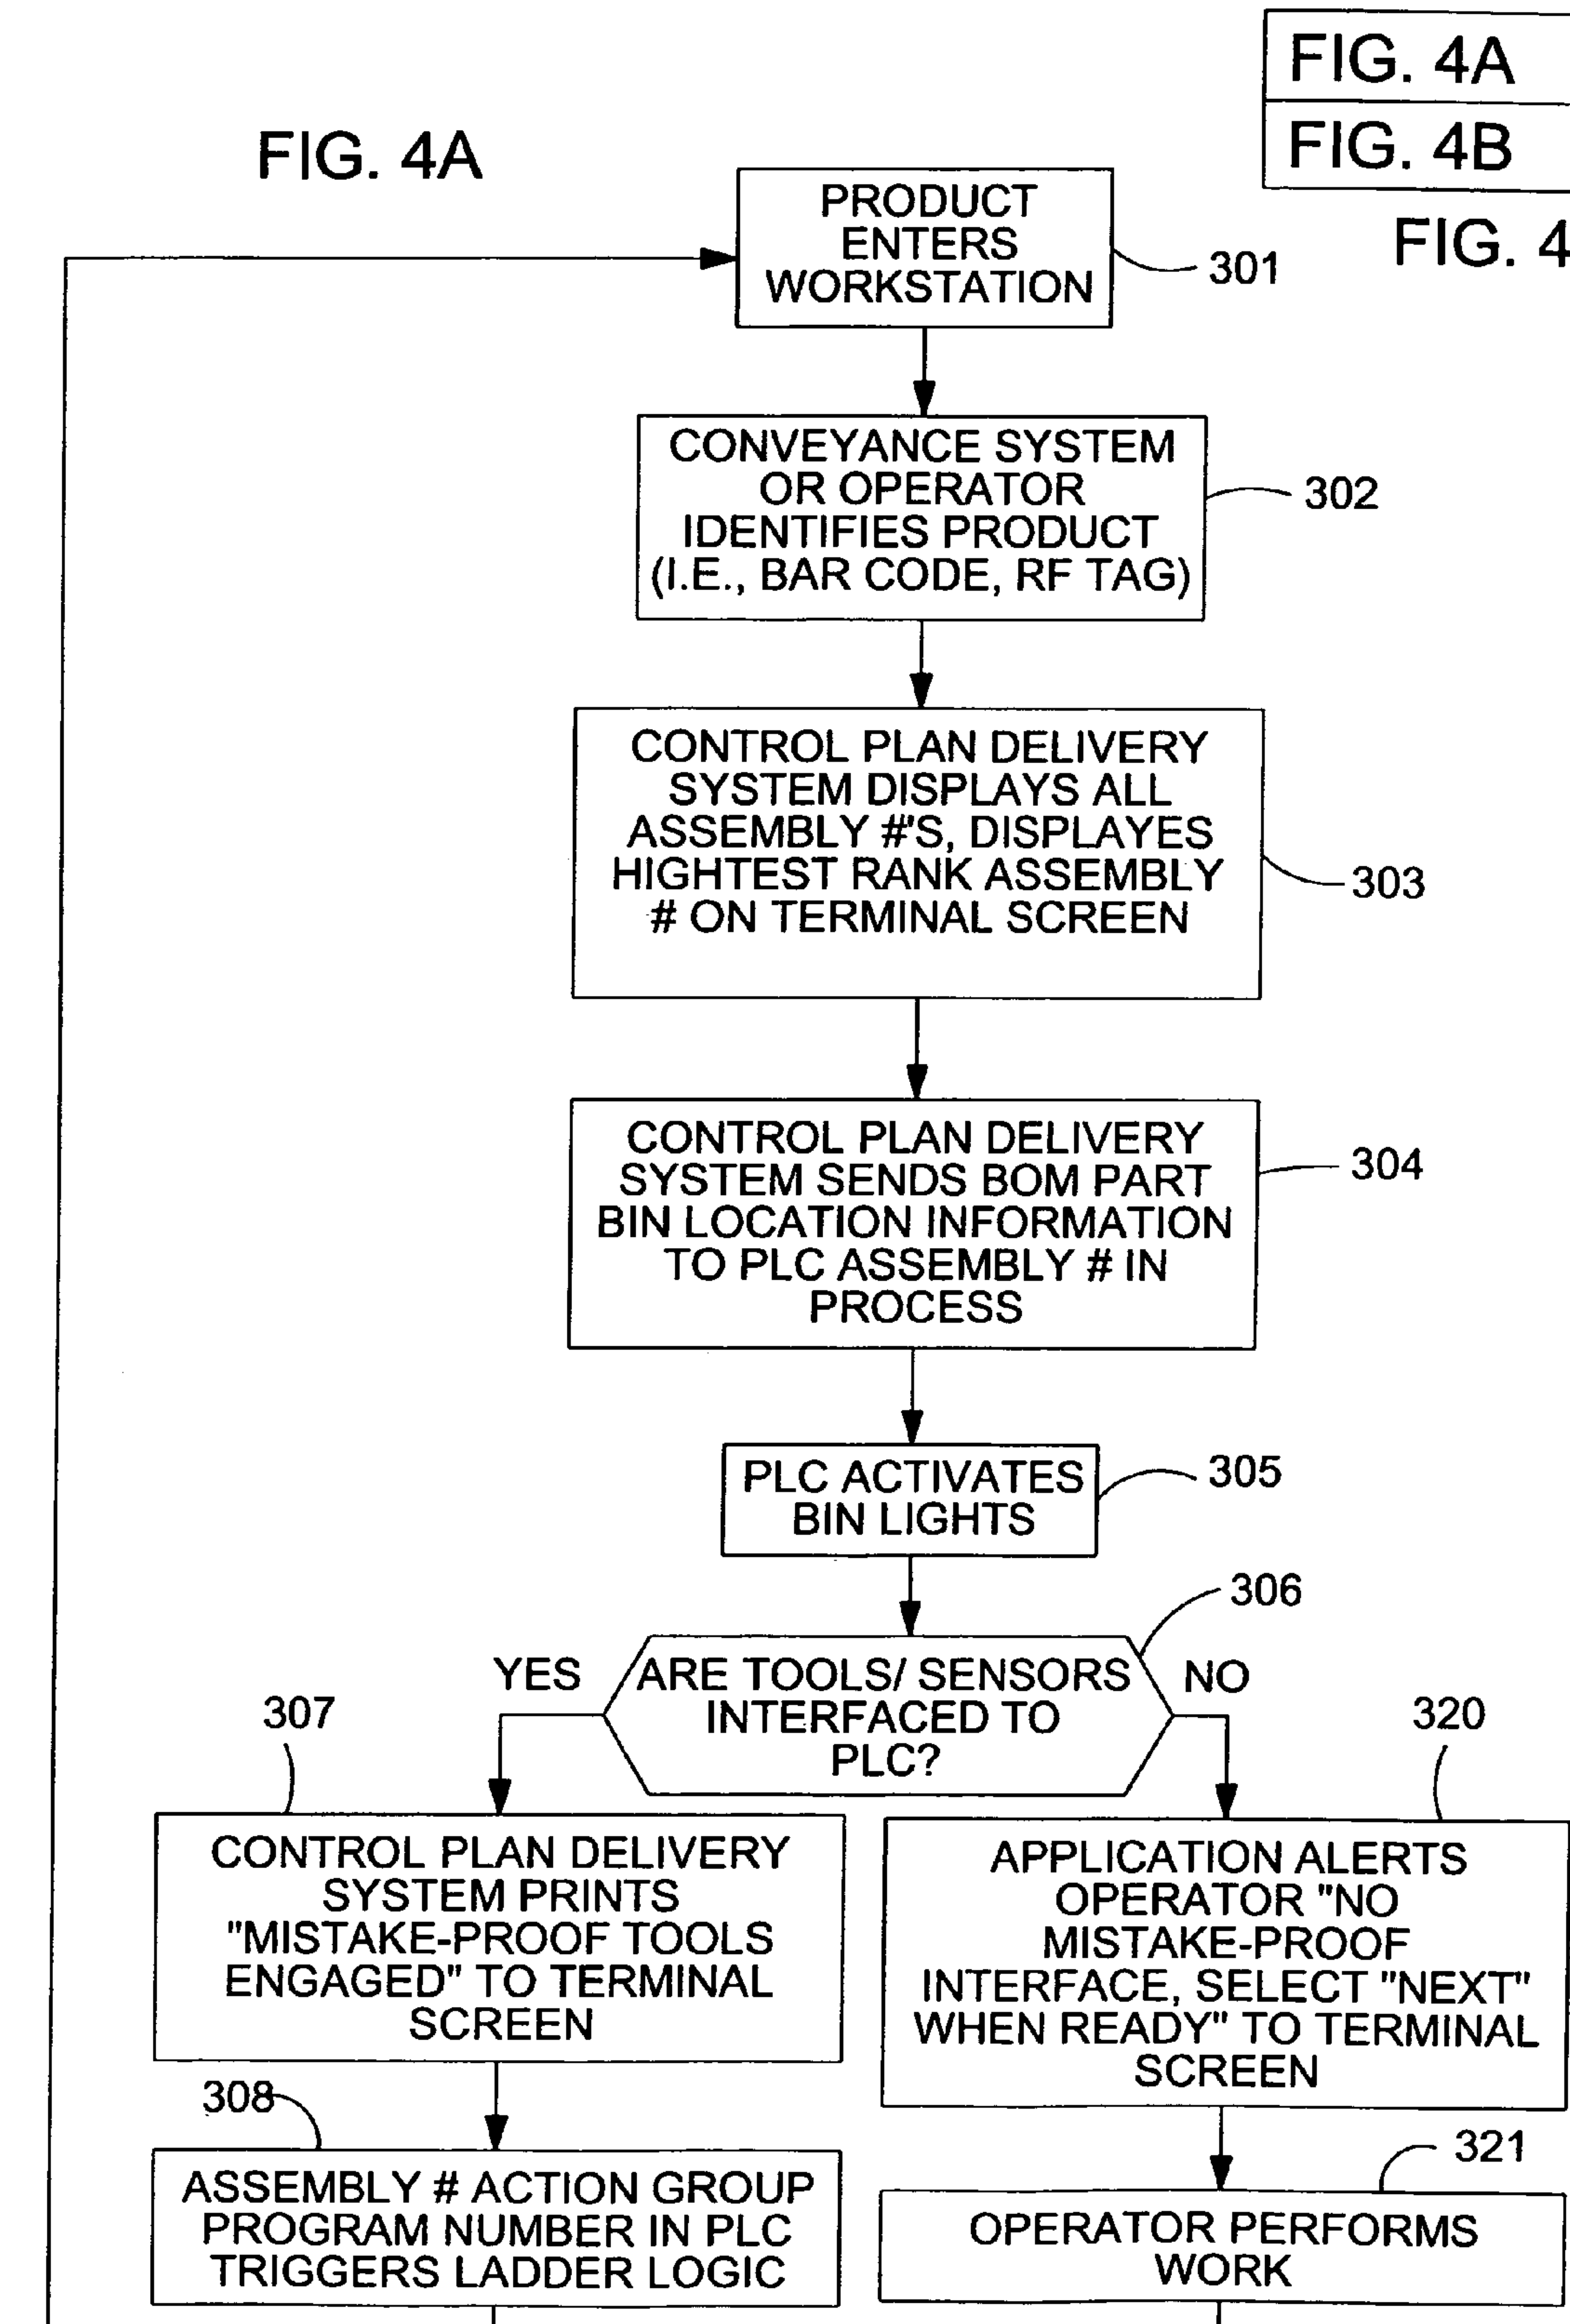 FIG. 4A
FIG. 4B
FIG. 4
FIG. 4A
PRODUCT
ENTERS
WORKSTATION
301
CONVEYANCE SYSTEM
OR OPERATOR
IDENTIFIES PRODUCT
(I.E., BAR CODE, RF TAG)
302
CONTROL PLAN DELIVERY
SYSTEM DISPLAYS ALL
ASSEMBLY #'S, DISPLAYES
HIGHTEST RANK ASSEMBLY
# ON TERMINAL SCREEN
303
CONTROL PLAN DELIVERY
SYSTEM SENDS BOM PART
BIN LOCATION INFORMATION
TO PLC ASSEMBLY # IN
PROCESS
304
PLC ACTIVATES
BIN LIGHTS
305
306
YES
ARE TOOLS/ SENSORS
INTERFACED TO
PLC?
NO
307
CONTROL PLAN DELIVERY
SYSTEM PRINTS
"MISTAKE-PROOF TOOLS
ENGAGED" TO TERMINAL
SCREEN
320
APPLICATION ALERTS
OPERATOR "NO
MISTAKE-PROOF
INTERFACE, SELECT "NEXT"
WHEN READY" TO TERMINAL
SCREEN
308
ASSEMBLY # ACTION GROUP
PROGRAM NUMBER IN PLC
TRIGGERS LADDER LOGIC
321
OPERATOR PERFORMS
WORK